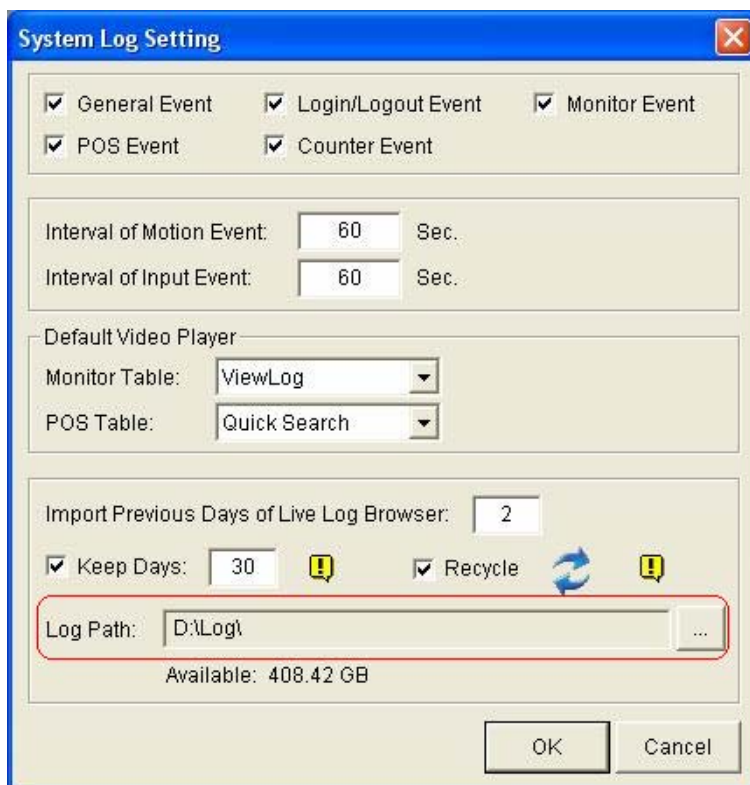 System Log Setting
General Event Login/Logout Event Monitor Event
POS Event Counter Event
Interval of Motion Event: 60 Sec.
Interval of Input Event: 60 Sec.
Default Video Player
Monitor Table: ViewLog
POS Table: Quick Search
Import Previous Days of Live Log Browser: 2
Keep Days: 30 ! Recycle !
Log Path: D:\Log\ ...
Available: 408.42 GB
OK Cancel